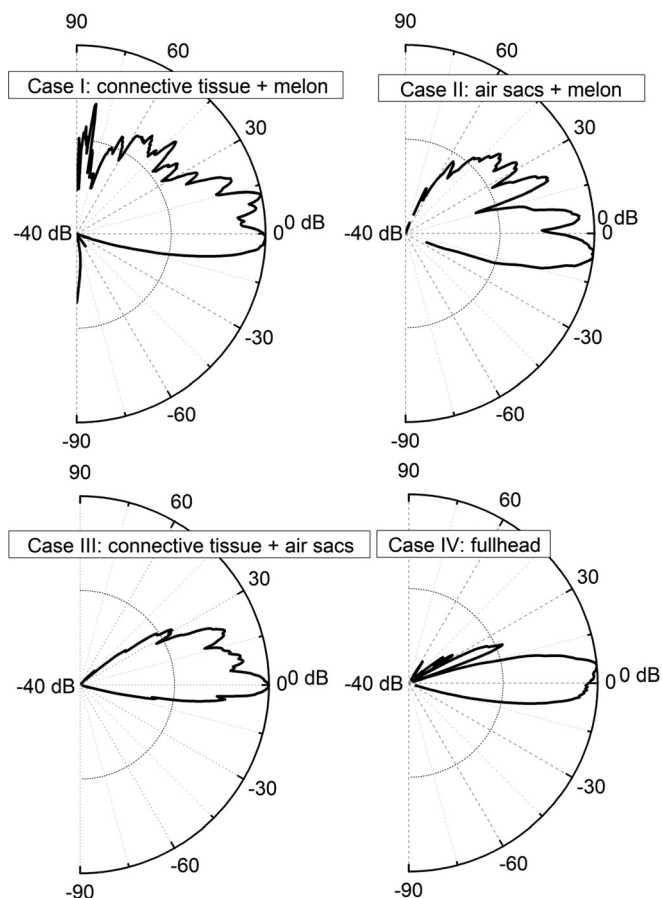 90
60
Case I: connective tissue + melon
30
-40 dB
0 0 dB
-30
-60
-90
90
60
Case II: air sacs + melon
30
-40 dB
0 0 dB
-30
-60
-90
90
60
Case III: connective tissue + air sacs
30
-40 dB
0 0 dB
-30
-60
-90
90
60
Case IV: fullhead
30
-40 dB
0 0 dB
-30
-60
-90